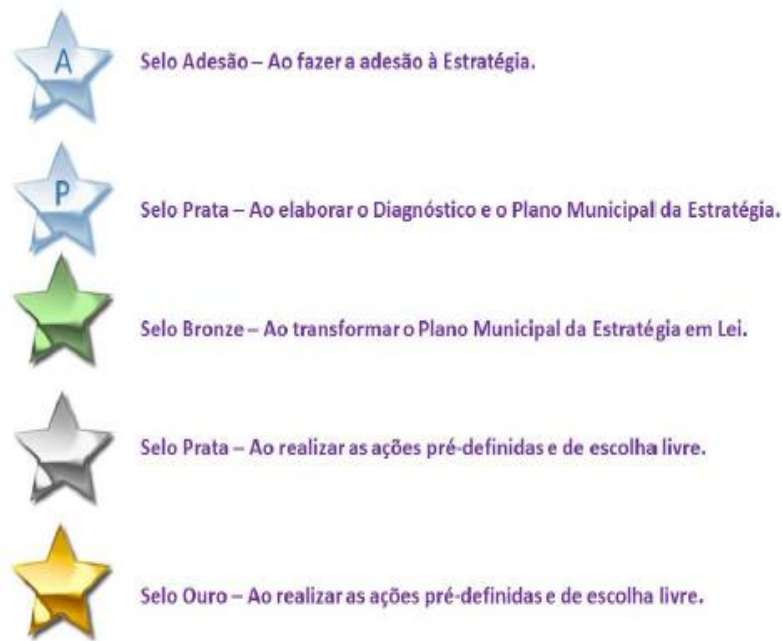 A
Selo Adesão – Ao fazer a adesão à Estratégia.
P
Selo Prata – Ao elaborar o Diagnóstico e o Plano Municipal da Estratégia.
Selo Bronze – Ao transformar o Plano Municipal da Estratégia em Lei.
Selo Prata – Ao realizar as ações pré-definidas e de escolha livre.
Selo Ouro – Ao realizar as ações pré-definidas e de escolha livre.